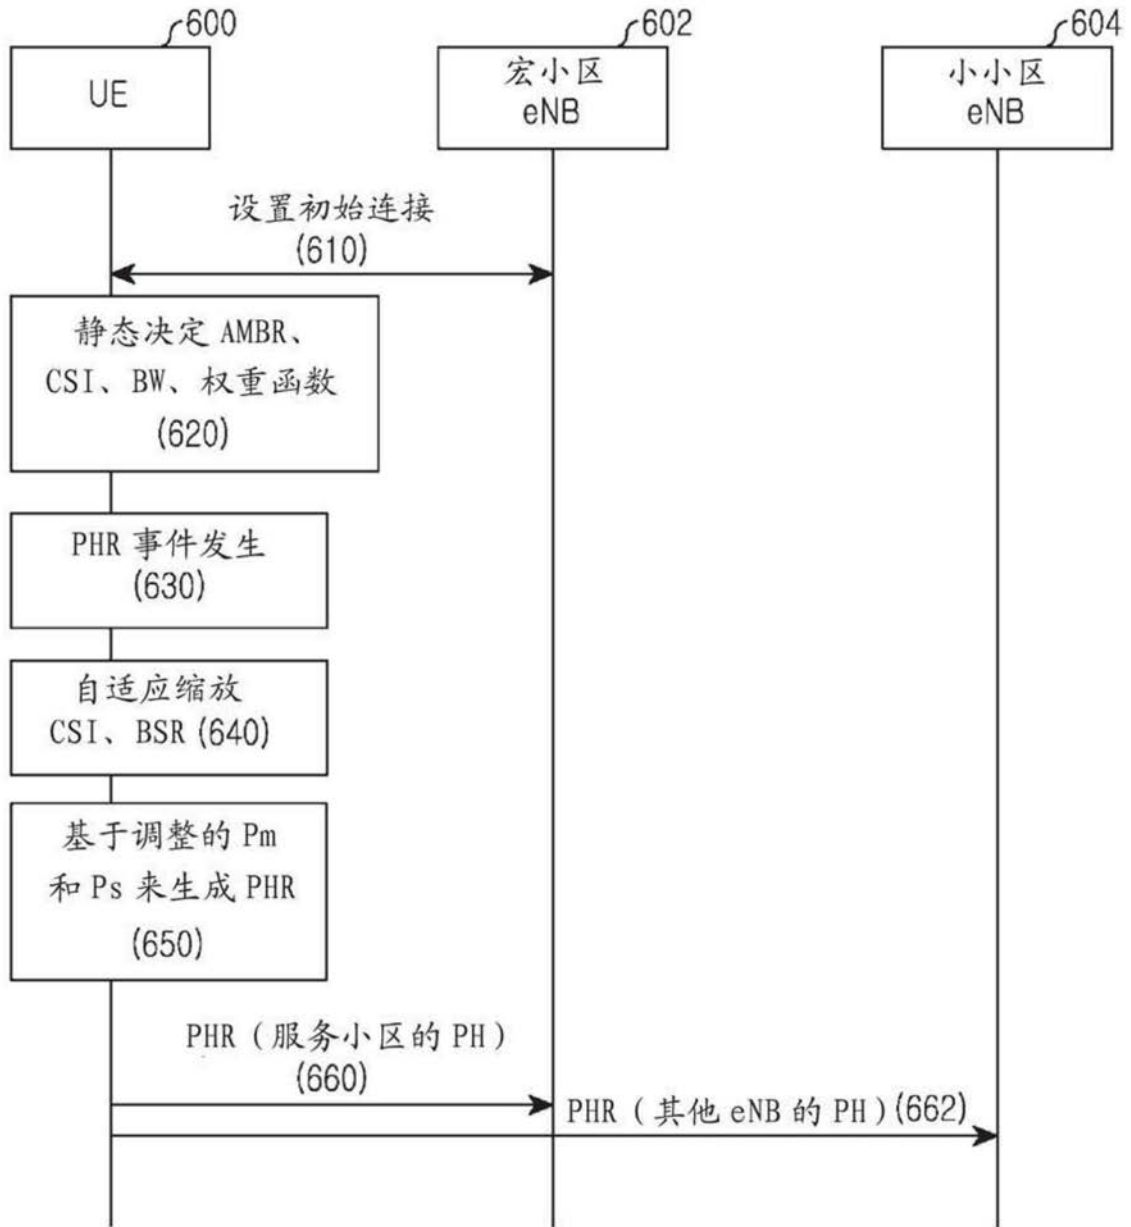 600
602
604
UE
宏小区
eNB
小小区
eNB
设置初始连接
(610)
静态决定 AMBR、
CSI、BW、权重函数
(620)
PHR 事件发生
(630)
自适应缩放
CSI、BSR (640)
基于调整的 Pm
和 Ps 来生成 PHR
(650)
PHR（服务小区的 PH）
(660)
PHR（其他 eNB 的 PH）(662)